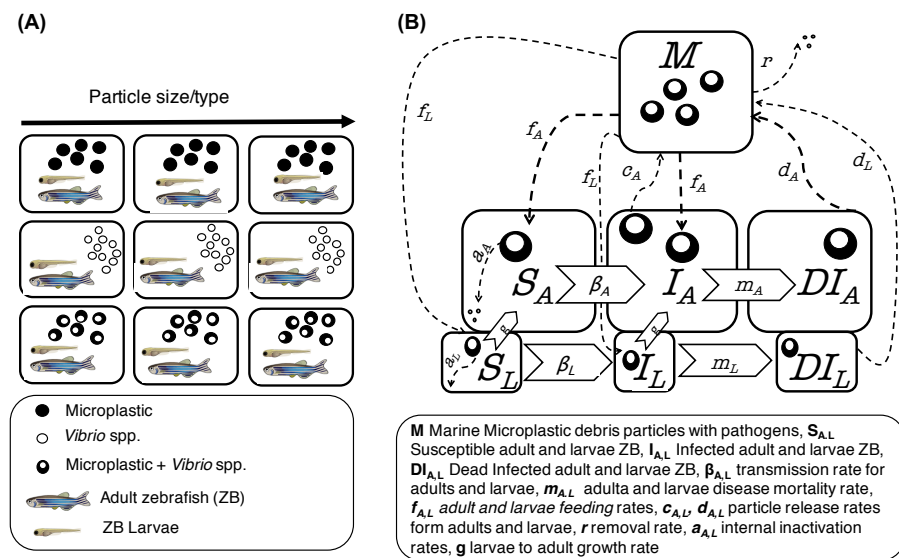 (A)
Particle size/type
Microplastic
Vibrio spp.
Microplastic + Vibrio spp.
Adult zebrafish (ZB)
ZB Larvae
(B)
M
r
f_L
f_A
f_L
c_A
f_A
d_A
d_L
a_A
S_A
β_A
I_A
m_A
DI_A
a_L
S_L
β_L
I_L
m_L
DI_L
M Marine Microplastic debris particles with pathogens, S_A.L
Susceptible adult and larvae ZB, I_A,L Infected adult and larvae ZB,
DI_A,L Dead Infected adult and larvae ZB, β_A,L transmission rate for
adults and larvae, m_A.L adulta and larvae disease mortality rate,
f_A,L adult and larvae feeding rates, c_A,L, d_A,L particle release rates
form adults and larvae, r removal rate, a_A,L internal inactivation
rates, g larvae to adult growth rate